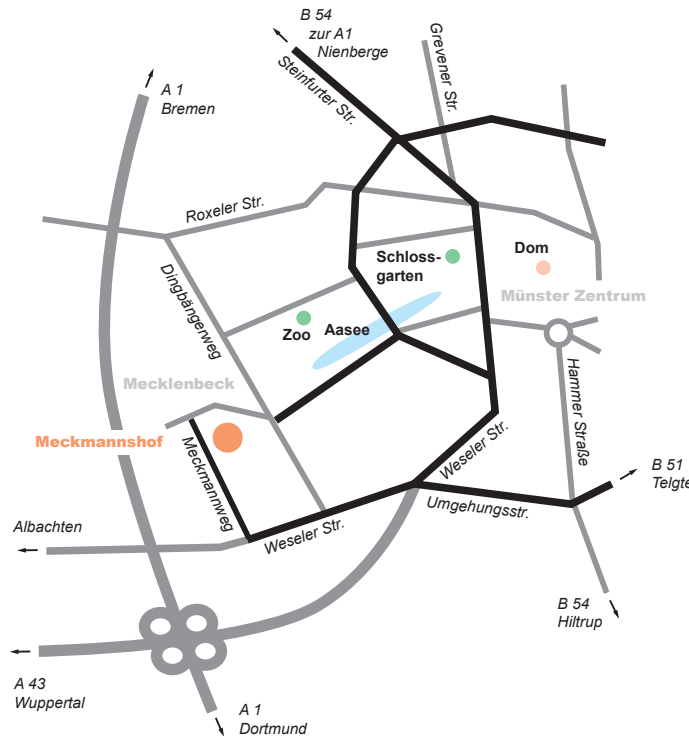 B 54
zur A1
Nienberge
Grevener Str.
Steinfurter Str.
A 1
Bremen
Roxeler Str.
Schloss-
garten
Dom
Münster Zentrum
Dingbängerweg
Zoo
Aasee
Mecklenbeck
Meckmannshof
Meckmannweg
Hammer Straße
Weseler Str.
B 51
Telgte
Umgehungsstr.
Albachten
Weseler Str.
B 54
Hiltrup
A 43
Wuppertal
A 1
Dortmund